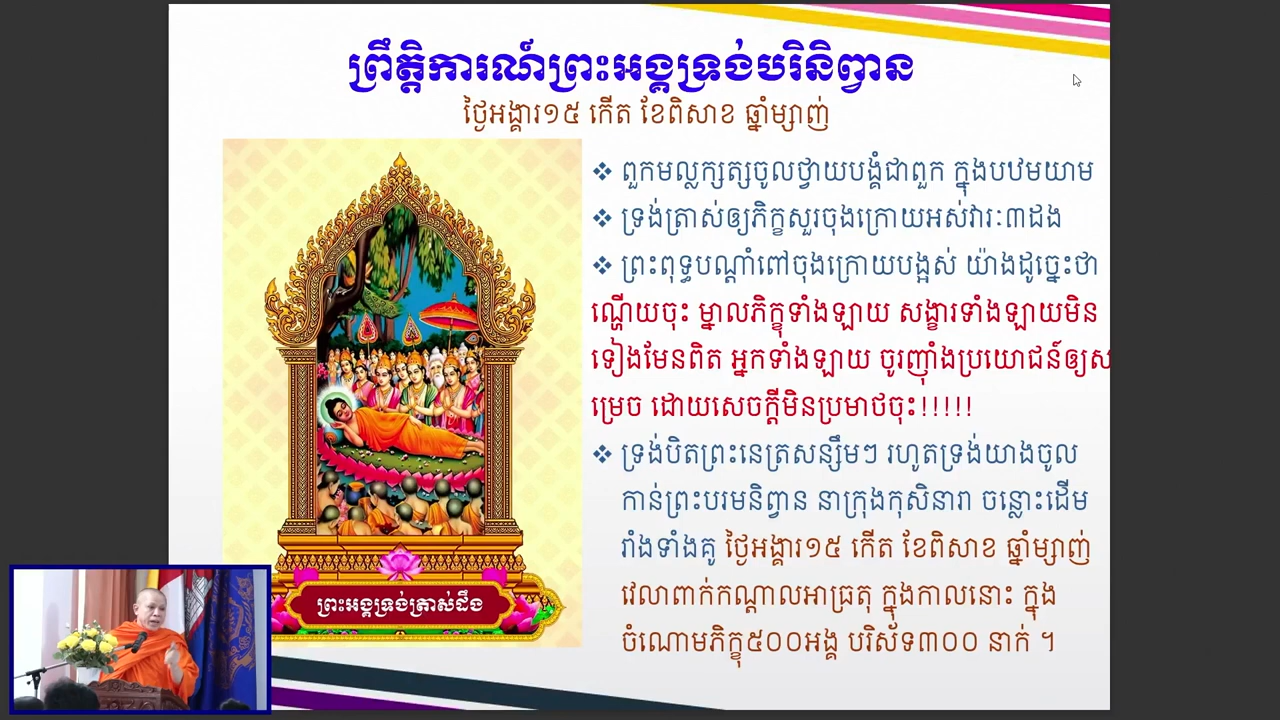 ព្រឹត្តិការណ៍ព្រះអង្គទ្រង់បរិនិព្វាន
ថ្ងៃអង្គារ១៥ កើត ខែពិសាខ ឆ្នាំម្សាញ់
❖ ពួកមល្លក្សត្សចូលថ្វាយបង្គំជាពួក ក្នុងបឋមយាម
❖ ទ្រង់ត្រាស់ឲ្យភិក្ខុសួរចុងក្រោយអស់វារៈ៣ដង
❖ ព្រះពុទ្ធបណ្តាំពៅចុងក្រោយបង្អស់ យ៉ាងដូច្នេះថា
ណ្ហើយចុះ ម្នាលភិក្ខុទាំងឡាយ សង្ខារទាំងឡាយមិន
ទៀងមែនពិត អ្នកទាំងឡាយ ចូរញ៉ាំងប្រយោជន៍ឲ្យស
ម្រេច ដោយសេចក្តីមិនប្រមាថចុះ!!!!!
❖ ទ្រង់បិតព្រះនេត្រសន្សឹមៗ រហូតទ្រង់យាងចូល
កាន់ព្រះបរមនិព្វាន នាក្រុងកុសិនារា ចន្លោះដើម
រាំងទាំងគូ ថ្ងៃអង្គារ១៥ កើត ខែពិសាខ ឆ្នាំម្សាញ់
វេលាពាក់កណ្តាលអាធ្រតុ ក្នុងកាលនោះ ក្នុង
ចំណោមភិក្ខុ៥០០អង្គ បរិស័ទ៣០០ នាក់ ។
ព្រះអង្គទ្រង់ត្រាស់ដឹង